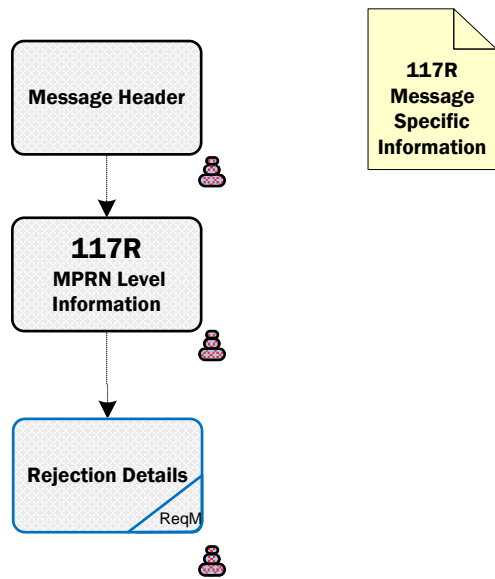 Message Header
117R
Message
Specific
Information
117R
MPRN Level
Information
Rejection Details
ReqM